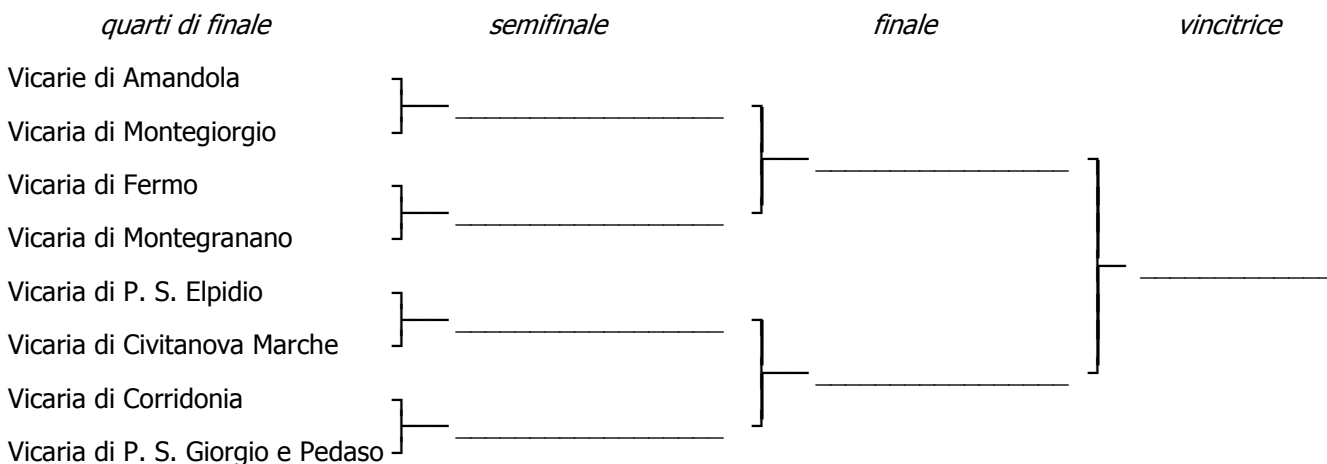 quarti di finale semifinale finale vincitrice
Vicarie di Amandola
Vicaria di Montegiorgio
Vicaria di Fermo
Vicaria di Montegranano
Vicaria di P. S. Elpidio
Vicaria di Civitanova Marche
Vicaria di Corridonia
Vicaria di P. S. Giorgio e Pedaso